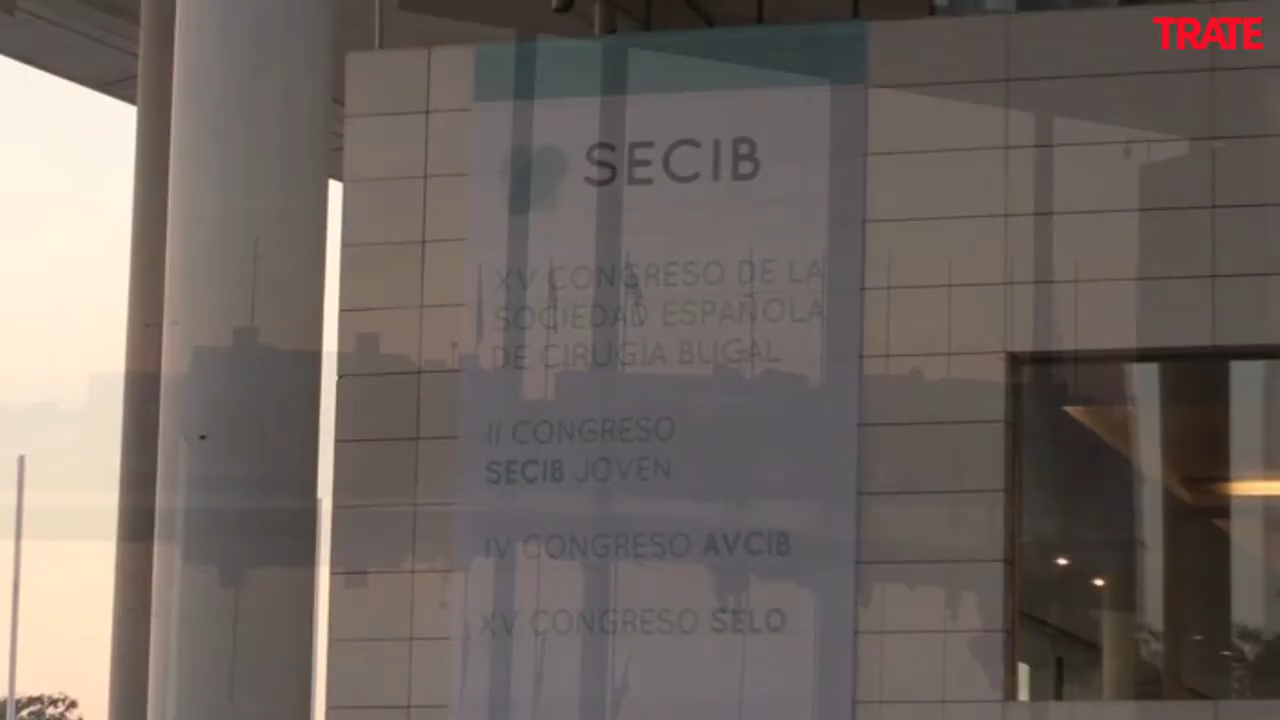 TRATE
SECIB
XV CONGRESO DE LA
SOCIEDAD ESPAÑOLA
DE CIRUGIA BUCAL
II CONGRESO
SECIB JOVEN
IV CONGRESO AVCIB
XV CONGRESO SELO